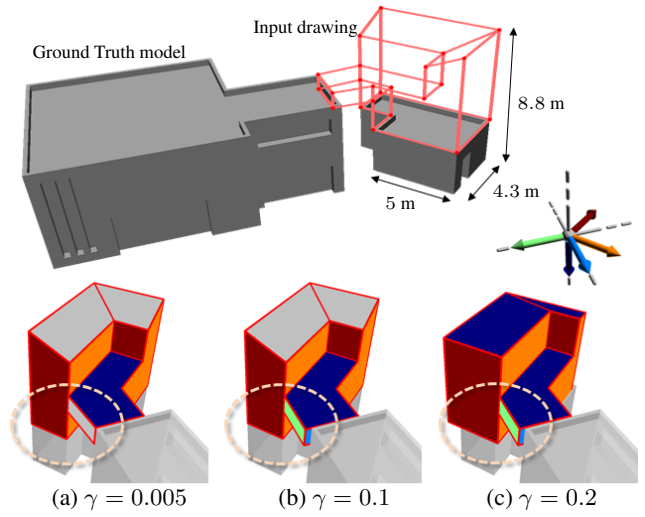 Input drawing
Ground Truth model
8.8 m
4.3 m
5 m
(a) γ = 0.005
(b) γ = 0.1
(c) γ = 0.2